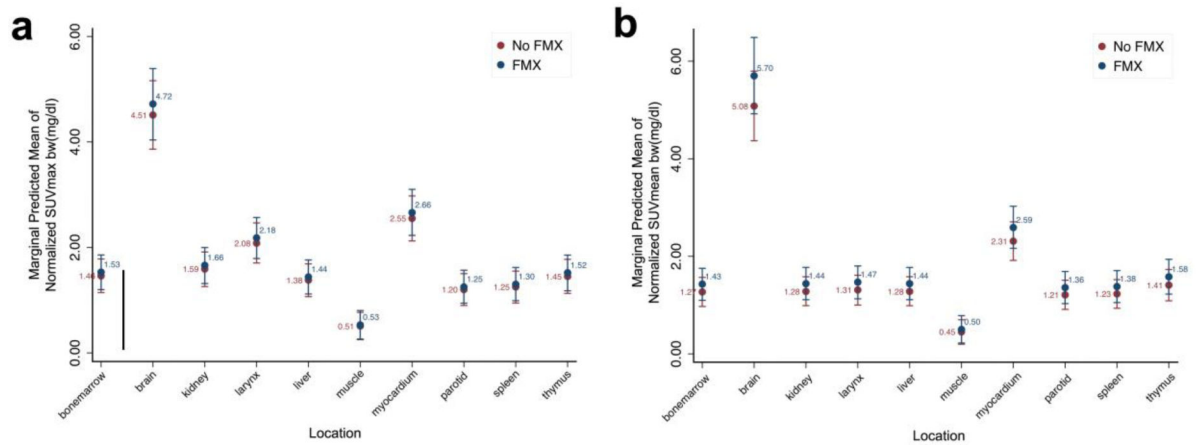 a
Marginal Predicted Mean of
Normalized SUVmax bw(mg/dl)
6.00
4.00
2.00
0.00
No FMX
FMX
1.53
4.72
4.51
1.66
1.59
2.18
2.08
1.44
1.38
0.53
0.51
2.66
2.55
1.25
1.20
1.30
1.25
1.52
1.45
bonemarrow
brain
kidney
larynx
liver
muscle
myocardium
parotid
spleen
thymus
Location
b
Marginal Predicted Mean of
Normalized SUVmean bw(mg/dl)
6.00
4.00
2.00
0.00
No FMX
FMX
1.43
5.70
5.08
1.44
1.28
1.47
1.31
1.44
1.28
0.50
0.45
2.59
2.31
1.36
1.21
1.38
1.23
1.58
1.41
bonemarrow
brain
kidney
larynx
liver
muscle
myocardium
parotid
spleen
thymus
Location